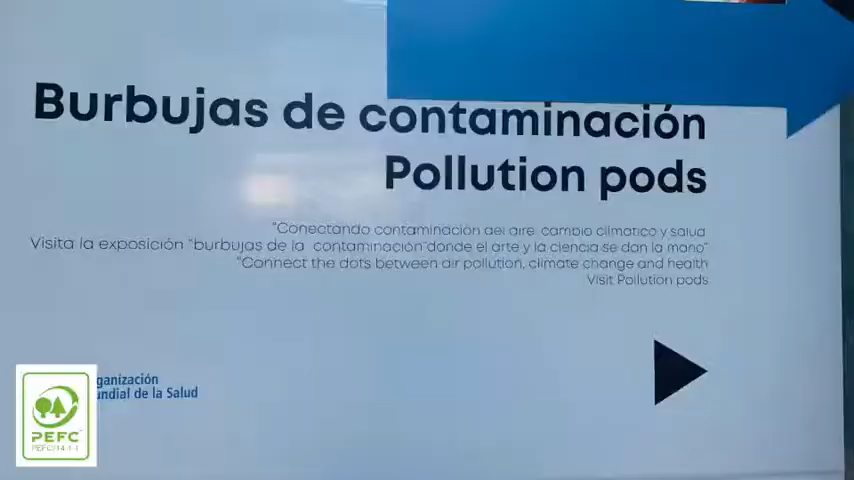 Burbujas de contaminación
Pollution pods
"Conectando contaminación del aire cambio climático y salud
Visita la exposición "burbujas de la contaminación"donde el arte y la ciencia se dan la mano"
"Connect the dots between air pollution, climate change and health
Visit Pollution pods
ganización
undial de la Salud
PEFC